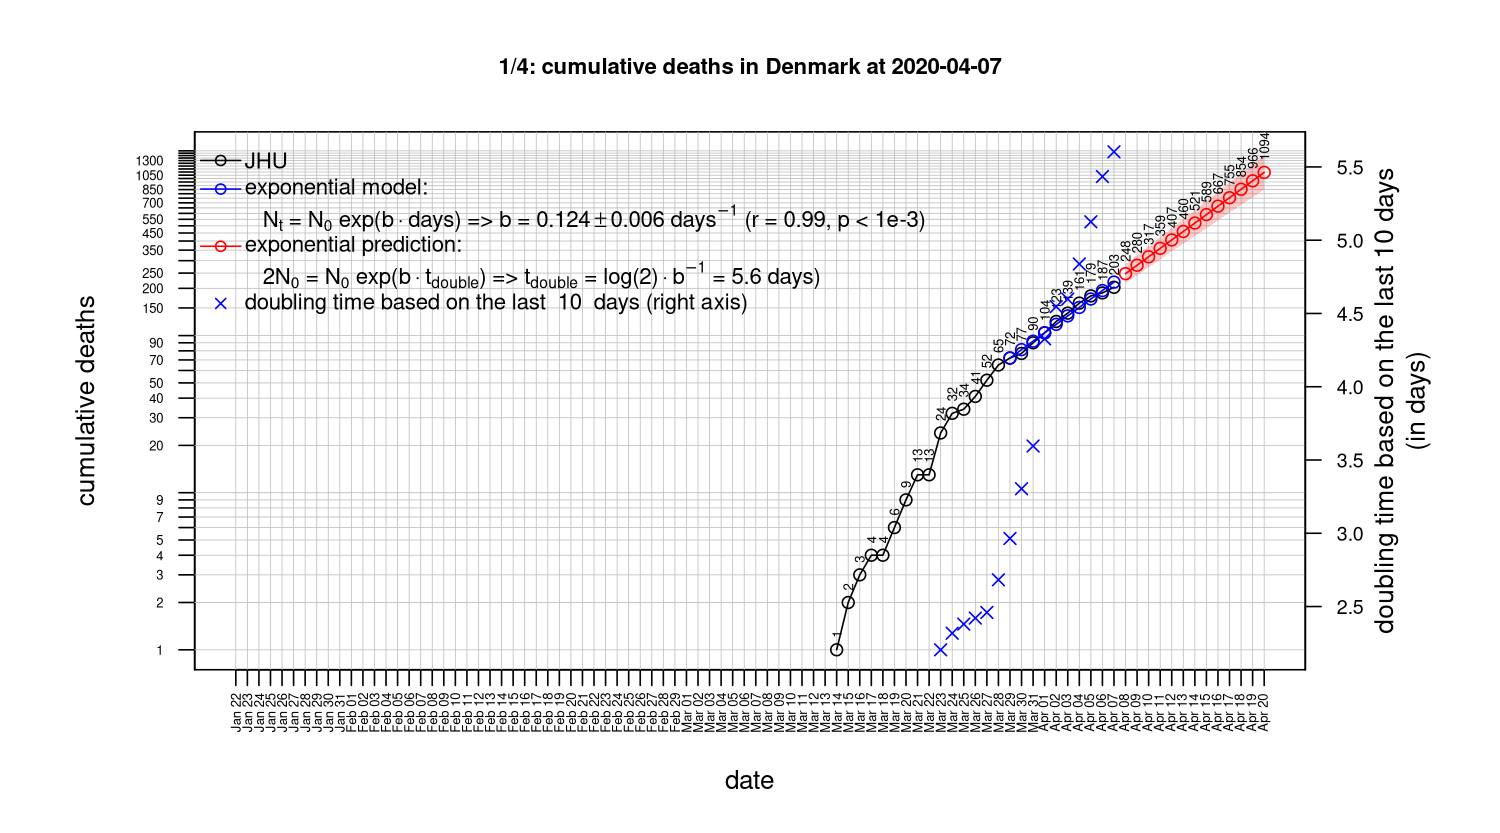 1/4: cumulative deaths in Denmark at 2020-04-07
JHU
exponential model:
Nt = N0 exp(b · days) => b = 0.124 ± 0.006 days−1 (r = 0.99, p < 1e-3)
exponential prediction:
2N0 = N0 exp(b · tdouble) => tdouble = log(2) · b−1 = 5.6 days)
doubling time based on the last 10 days (right axis)
cumulative deaths
1300
1050
850
700
550
450
350
250
200
150
90
70
50
40
30
20
9
7
5
4
3
2
1
1
2
3
4
4
6
9
13
13
24
32
34
41
52
65
72
77
90
104
123
139
161
179
187
203
248
280
317
359
407
460
521
589
667
755
854
966
1094
5.5
5.0
4.5
4.0
3.5
3.0
2.5
doubling time based on the last 10 days
(in days)
Jan 22
Jan 23
Jan 24
Jan 25
Jan 26
Jan 27
Jan 28
Jan 29
Jan 30
Jan 31
Feb 01
Feb 02
Feb 03
Feb 04
Feb 05
Feb 06
Feb 07
Feb 08
Feb 09
Feb 10
Feb 11
Feb 12
Feb 13
Feb 14
Feb 15
Feb 16
Feb 17
Feb 18
Feb 19
Feb 20
Feb 21
Feb 22
Feb 23
Feb 24
Feb 25
Feb 26
Feb 27
Feb 28
Feb 29
Mar 01
Mar 02
Mar 03
Mar 04
Mar 05
Mar 06
Mar 07
Mar 08
Mar 09
Mar 10
Mar 11
Mar 12
Mar 13
Mar 14
Mar 15
Mar 16
Mar 17
Mar 18
Mar 19
Mar 20
Mar 21
Mar 22
Mar 23
Mar 24
Mar 25
Mar 26
Mar 27
Mar 28
Mar 29
Mar 30
Mar 31
Apr 01
Apr 02
Apr 03
Apr 04
Apr 05
Apr 06
Apr 07
Apr 08
Apr 09
Apr 10
Apr 11
Apr 12
Apr 13
Apr 14
Apr 15
Apr 16
Apr 17
Apr 18
Apr 19
Apr 20
date